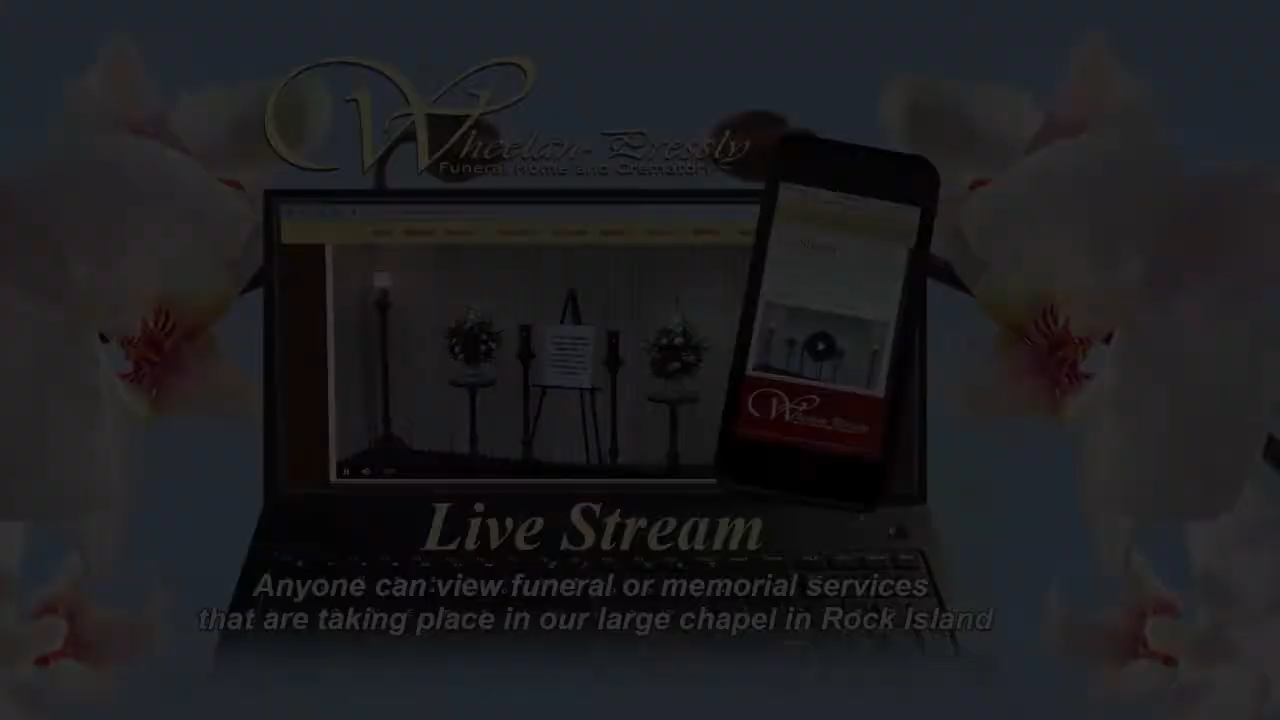 Wheelan-Pressly
Funeral Home and Crematory
Live Stream
Anyone can view funeral or memorial services
that are taking place in our large chapel in Rock Island